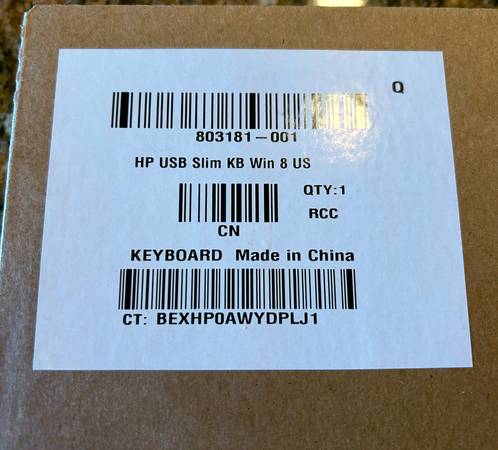 Q
803181-001
HP USB Slim KB Win 8 US
QTY:1
CN
RCC
KEYBOARD Made in China
CT: BEXHP0AWYDPLJ1